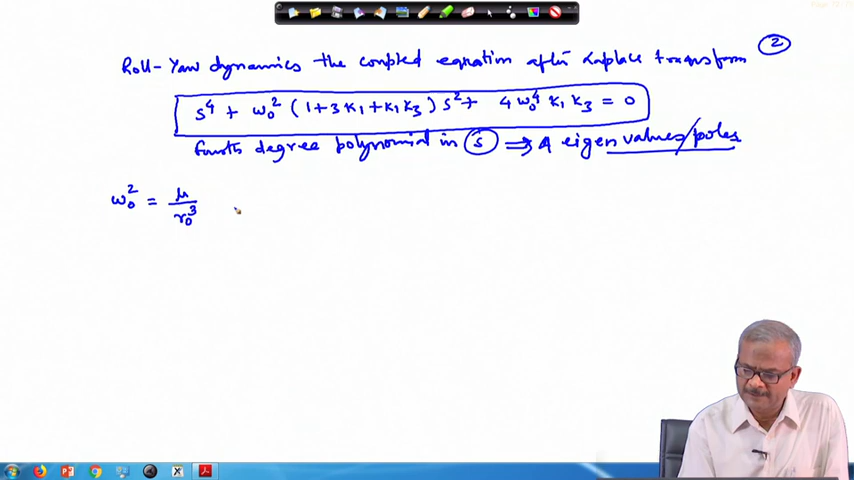 ②
Roll-Yaw dynamics the coupled equation after Laplace transform
s⁴ + ω₀² (1+3K₁+K₁K₃) s² + 4ω₀⁴ K₁K₃ = 0
fourth degree polynomial in s ⇒ 4 eigen values/poles
ω₀² = μ/r₀³